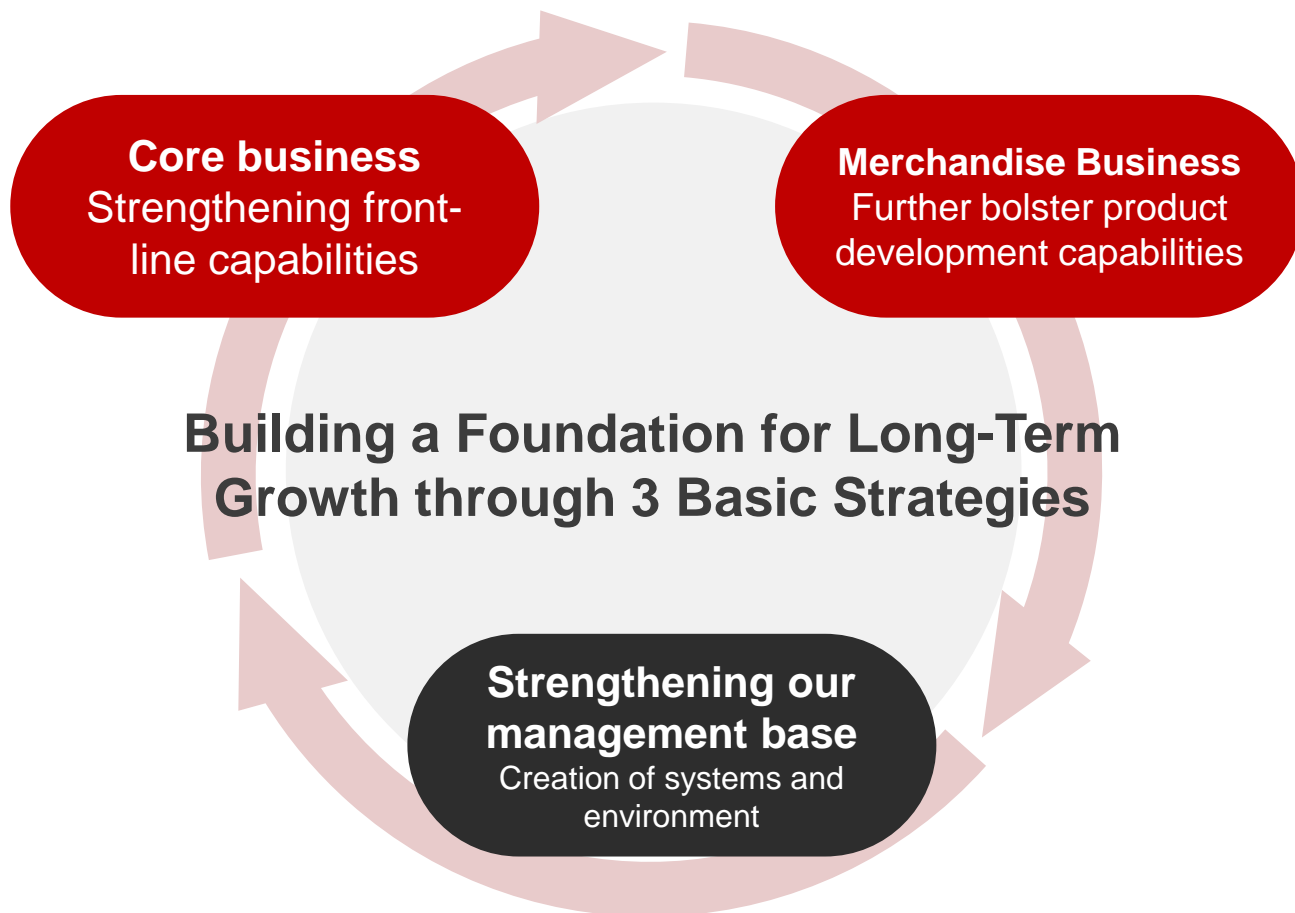 Core business
Strengthening front-
line capabilities
Merchandise Business
Further bolster product
development capabilities
Building a Foundation for Long-Term
Growth through 3 Basic Strategies
Strengthening our
management base
Creation of systems and
environment